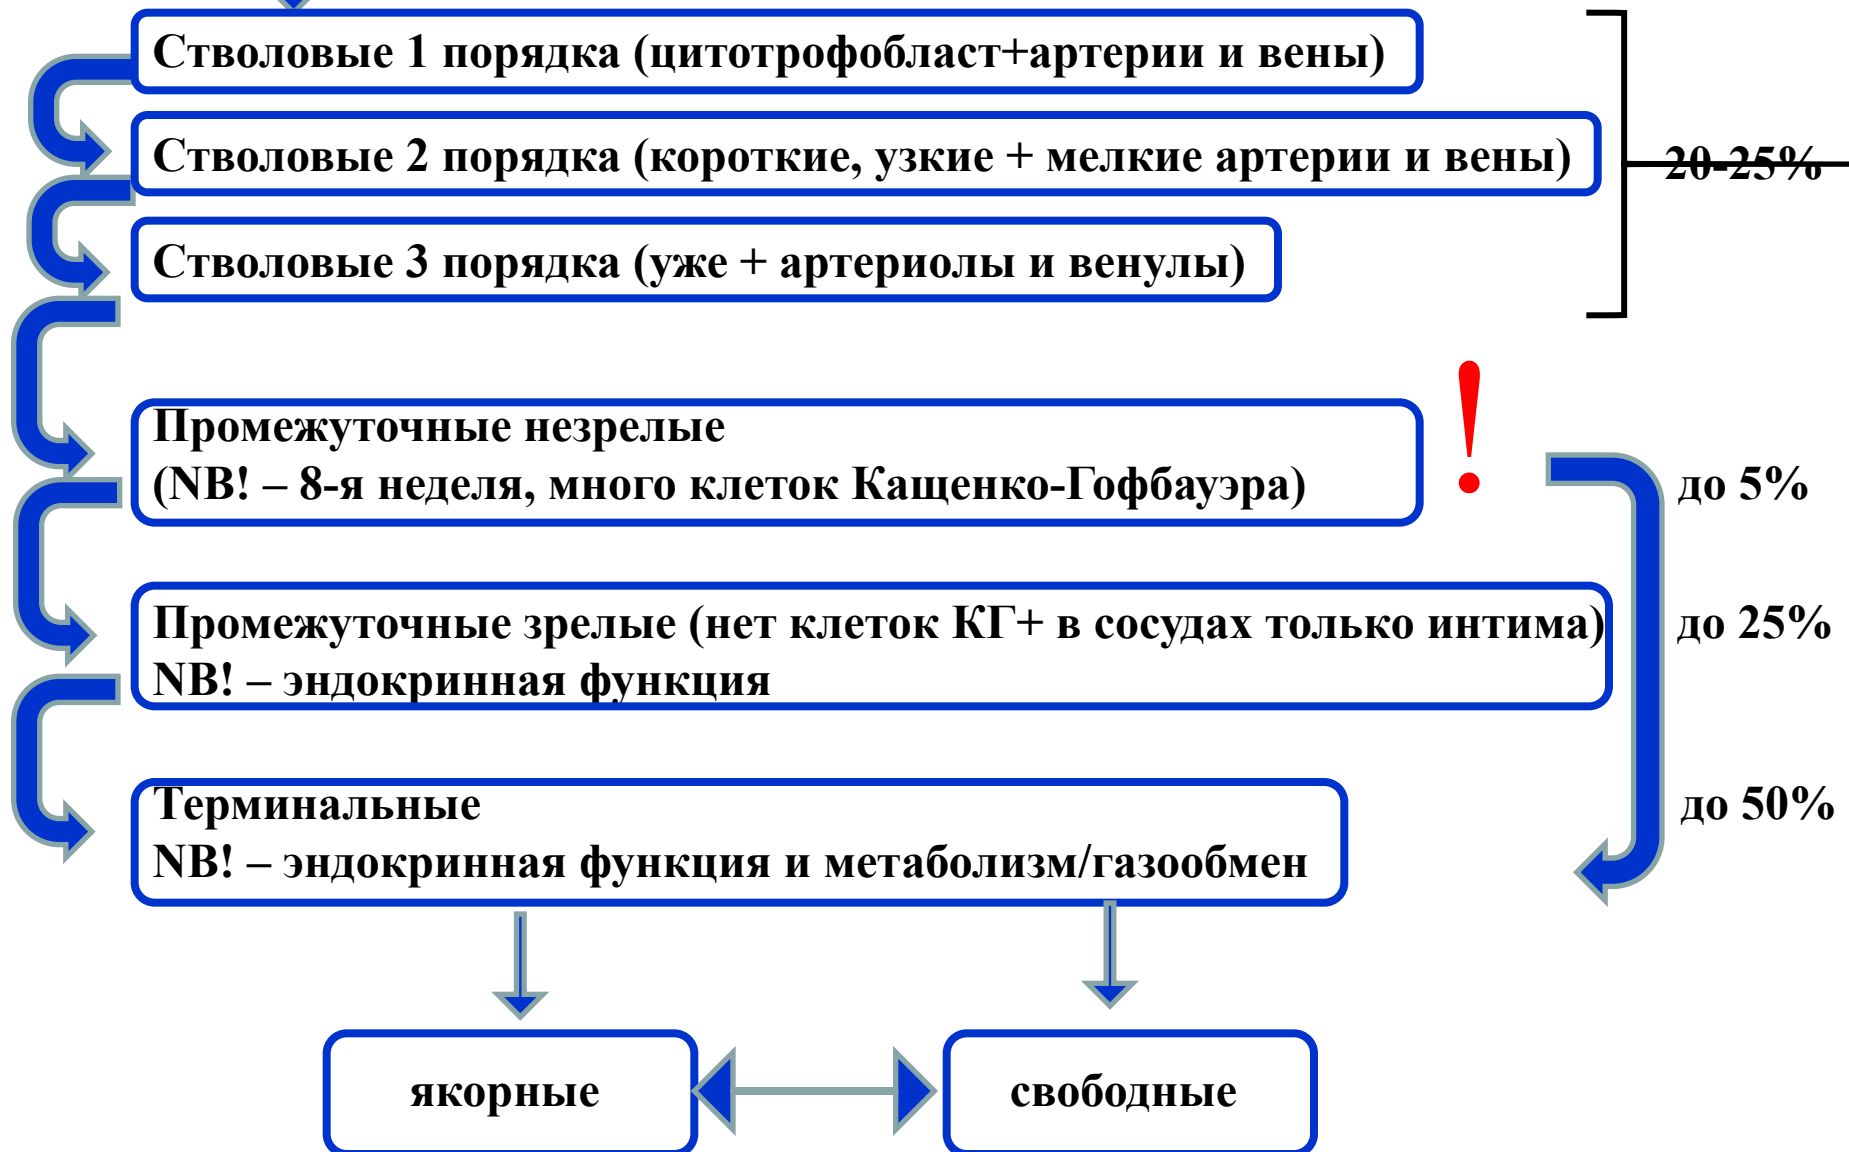 Стволовые 1 порядка (цитотрофобласт+артерии и вены)
Стволовые 2 порядка (короткие, узкие + мелкие артерии и вены)
20-25%
Стволовые 3 порядка (уже + артериолы и венулы)
!
Промежуточные незрелые
(NB! – 8-я неделя, много клеток Кащенко-Гофбауэра)
до 5%
Промежуточные зрелые (нет клеток КГ+ в сосудах только интима)
NB! – эндокринная функция
до 25%
Терминальные
NB! – эндокринная функция и метаболизм/газообмен
до 50%
якорные
свободные